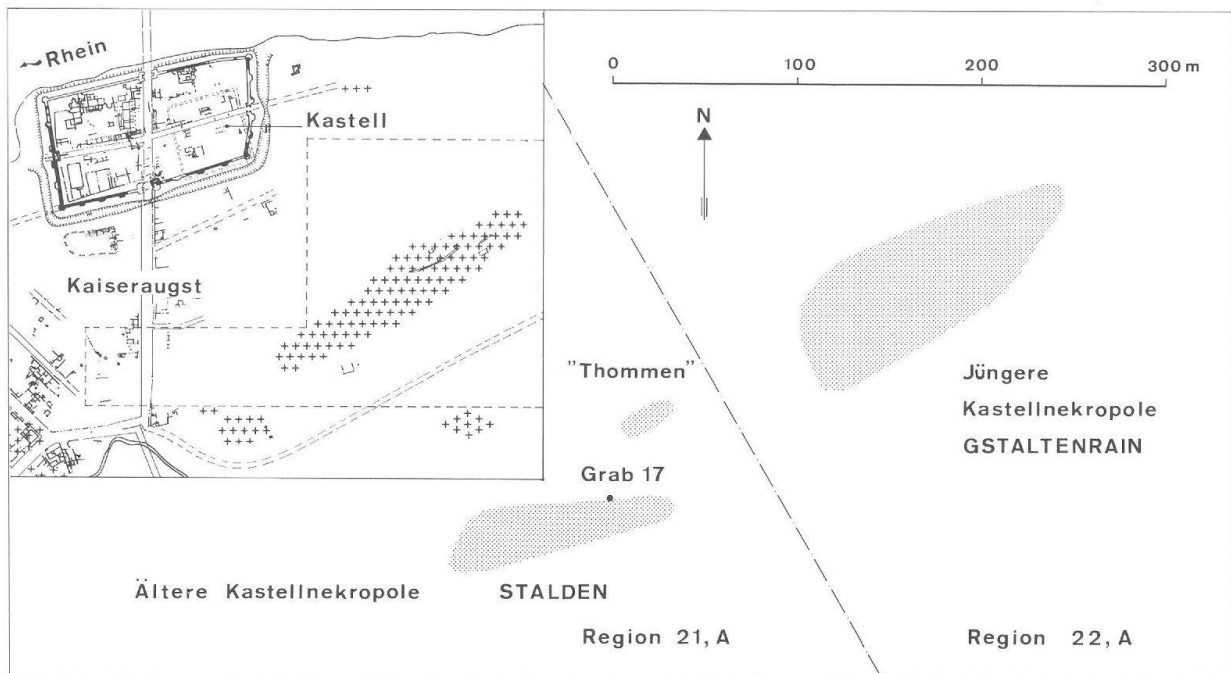 Rhein
Kastell
Kaiseraugst
0 100 200 300 m
N
"Thommen"
Jüngere
Kastellnekropole
GSTALTENRAIN
Grab 17
Ältere Kastellnekropole STALDEN
Region 21, A
Region 22, A